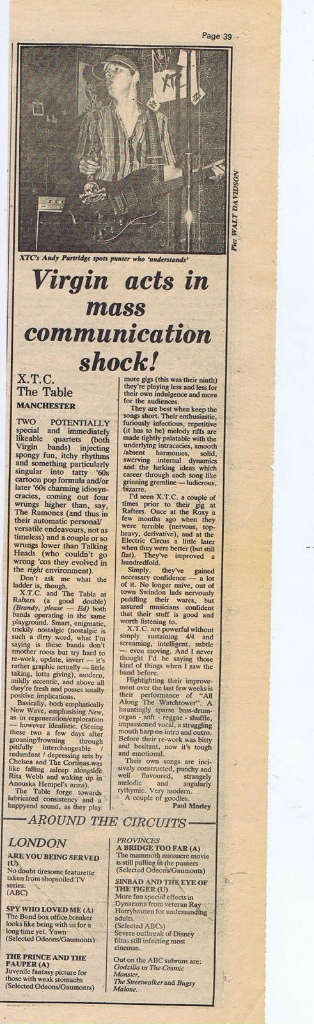 Page 39
XTC
Pic: WALT DAVIDSON
XTC's Andy Partridge spots punter who 'understands'
Virgin acts in
mass
communication
shock!
X.T.C.
The Table
MANCHESTER
TWO POTENTIALLY
special and immediately
likeable quartets (both
Virgin bands) injecting
spongy fun, itchy rhythms
and something particularly
singular into tatty '60s
cartoon pop formula and/or
later '60s charming idiosyn-
cracies, coming out four
wrungs higher than, say,
The Ramones (and thus in
their automatic personal/
versatile endeavours, not as
timeless) and a couple or so
wrungs lower than Talking
Heads (who couldn't go
wrong 'cos they evolved in
the right environment).
Don't ask me what the
ladder is, though.
X.T.C. and The Table at
Rafters (a good double)
(Brandy, please — Ed) both
bands operating in the same
playground. Smart, enigmatic,
trickily nostalgic (nostalgic is
such a dirty word, what I'm
saying is these bands don't
smother roots but try hard to
re-work, update, invert — it's
rather graphic actually — little
taking, lotta giving), modern,
mildly eccentric, and above all
they're fresh and posses totally
positive implications.
Basically, both emphatically
New Wave, emphasising New,
as in regeneration/exploration
— however idealistic. (Seeing
these two a few days after
groaning/frowning through
pitifully interchangeable /
redundant / depressing sets by
Chelsea and The Cortinas was
like falling asleep alongside
Rita Webb and waking up in
Anouska Hempel's arms).
The Table forge towards
lubricated consistency and a
happyend sound, as they play
more gigs (this was their ninth)
they're playing less and less for
their own indulgence and more
for the audiences.
They are best when keep the
songs short. Their enthusiastic,
furiously infectious, repetitive
(it has to be) melody riffs are
made tightly palatable with the
underlying intracacies, smooth
/absent harmonies, solid,
swerving internal dynamics
and the lurking ideas which
career through each song like
grinning gremline — ludicrous,
bizarre.
I'd seen X.T.C. a couple of
times prior to their gig at
Rafters. Once at the Roxy a
few months ago when they
were terrible (nervous, top-
heavy, derivative), and at the
Electric Circus a little later
when they were better (but still
flat). They've improved a
hundredfold.
Simply, they've gained
necessary confidence — a lot
of it. No longer naive, out of
town Swindon lads nervously
peddling their wares, but
assured musicians confident
that their stuff is good and
worth listening to.
X.T.C. are powerful without
simply sustaining 4/4 and
screaming, intelligent, subtle
— even moving. And I never
thought I'd be saying those
kind of things when I saw the
band before.
Highlighting their improve-
ment over the last few weeks is
their performance of "All
Along The Watchtower". A
hauntingly sparse bass-drum-
organ - soft - reggae - shuffle,
impassioned vocal, a struggling
mouth harp on intro and outro.
Before their re-work was bitty
and hesitant, now it's tough
and emotional.
Their own songs are inc-
isively constructed, punchy and
well flavoured, strangely
melodic and angularly
rythymic. Very modern.
A couple of goodies.
Paul Morley
AROUND THE CIRCUITS
LONDON
ARE YOU BEING SERVED
(U)
No doubt tiresome featurette
taken from shopsoiled TV
series.
(ABC)
SPY WHO LOVED ME (A)
The Bond box office breaker
looks like being with us for a
long time yet. Yawn
(Selected Odeons/Gaumonts)
THE PRINCE AND THE
PAUPER (A)
Juvenile fantasy picture for
those with weak stomachs
(Selected Odeons/Gaumonts)
PROVINCES
A BRIDGE TOO FAR (A)
The mammoth massacre movie
is still pulling in the punters
(Selected Odeons/Gaumonts)
SINBAD AND THE EYE OF
THE TIGER (U)
More fun special effects in
Dynarama from veteran Ray
Harryhausen for undemanding
adults.
(Selected ABCs)
Severe outbreak of Disney
films still infecting most
cinemas.
Out on the ABC subruns are:
Godzilla vs The Cosmic
Monster,
The Streetwalker and Bugsy
Malone.